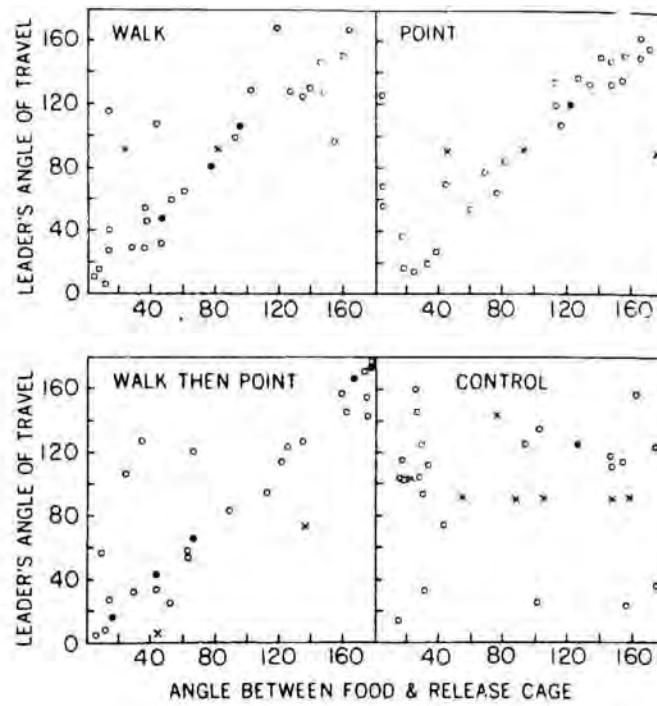 WALK
POINT
LEADER'S ANGLE OF TRAVEL
160
120
80
40
0
40 80 120 160
40 80 120 160
WALK THEN POINT
CONTROL
LEADER'S ANGLE OF TRAVEL
160
120
80
40
0
40 80 120 160
40 80 120 160
ANGLE BETWEEN FOOD & RELEASE CAGE